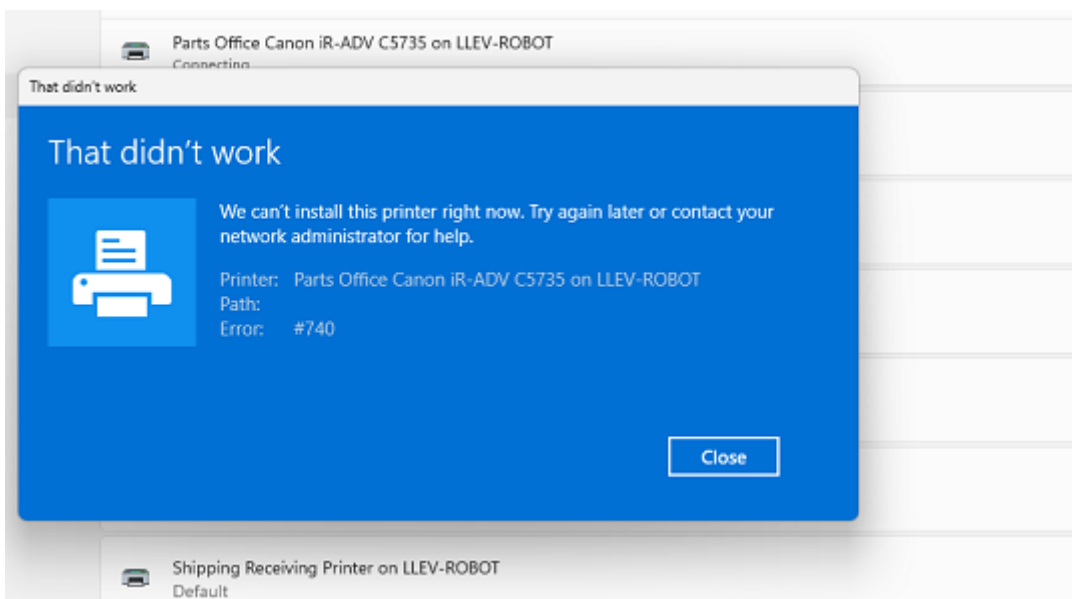 Parts Office Canon iR-ADV C5735 on LLEV-ROBOT
Connecting
That didn't work
That didn't work
We can't install this printer right now. Try again later or contact your
network administrator for help.
Printer: Parts Office Canon iR-ADV C5735 on LLEV-ROBOT
Path:
Error: #740
Close
Shipping Receiving Printer on LLEV-ROBOT
Default